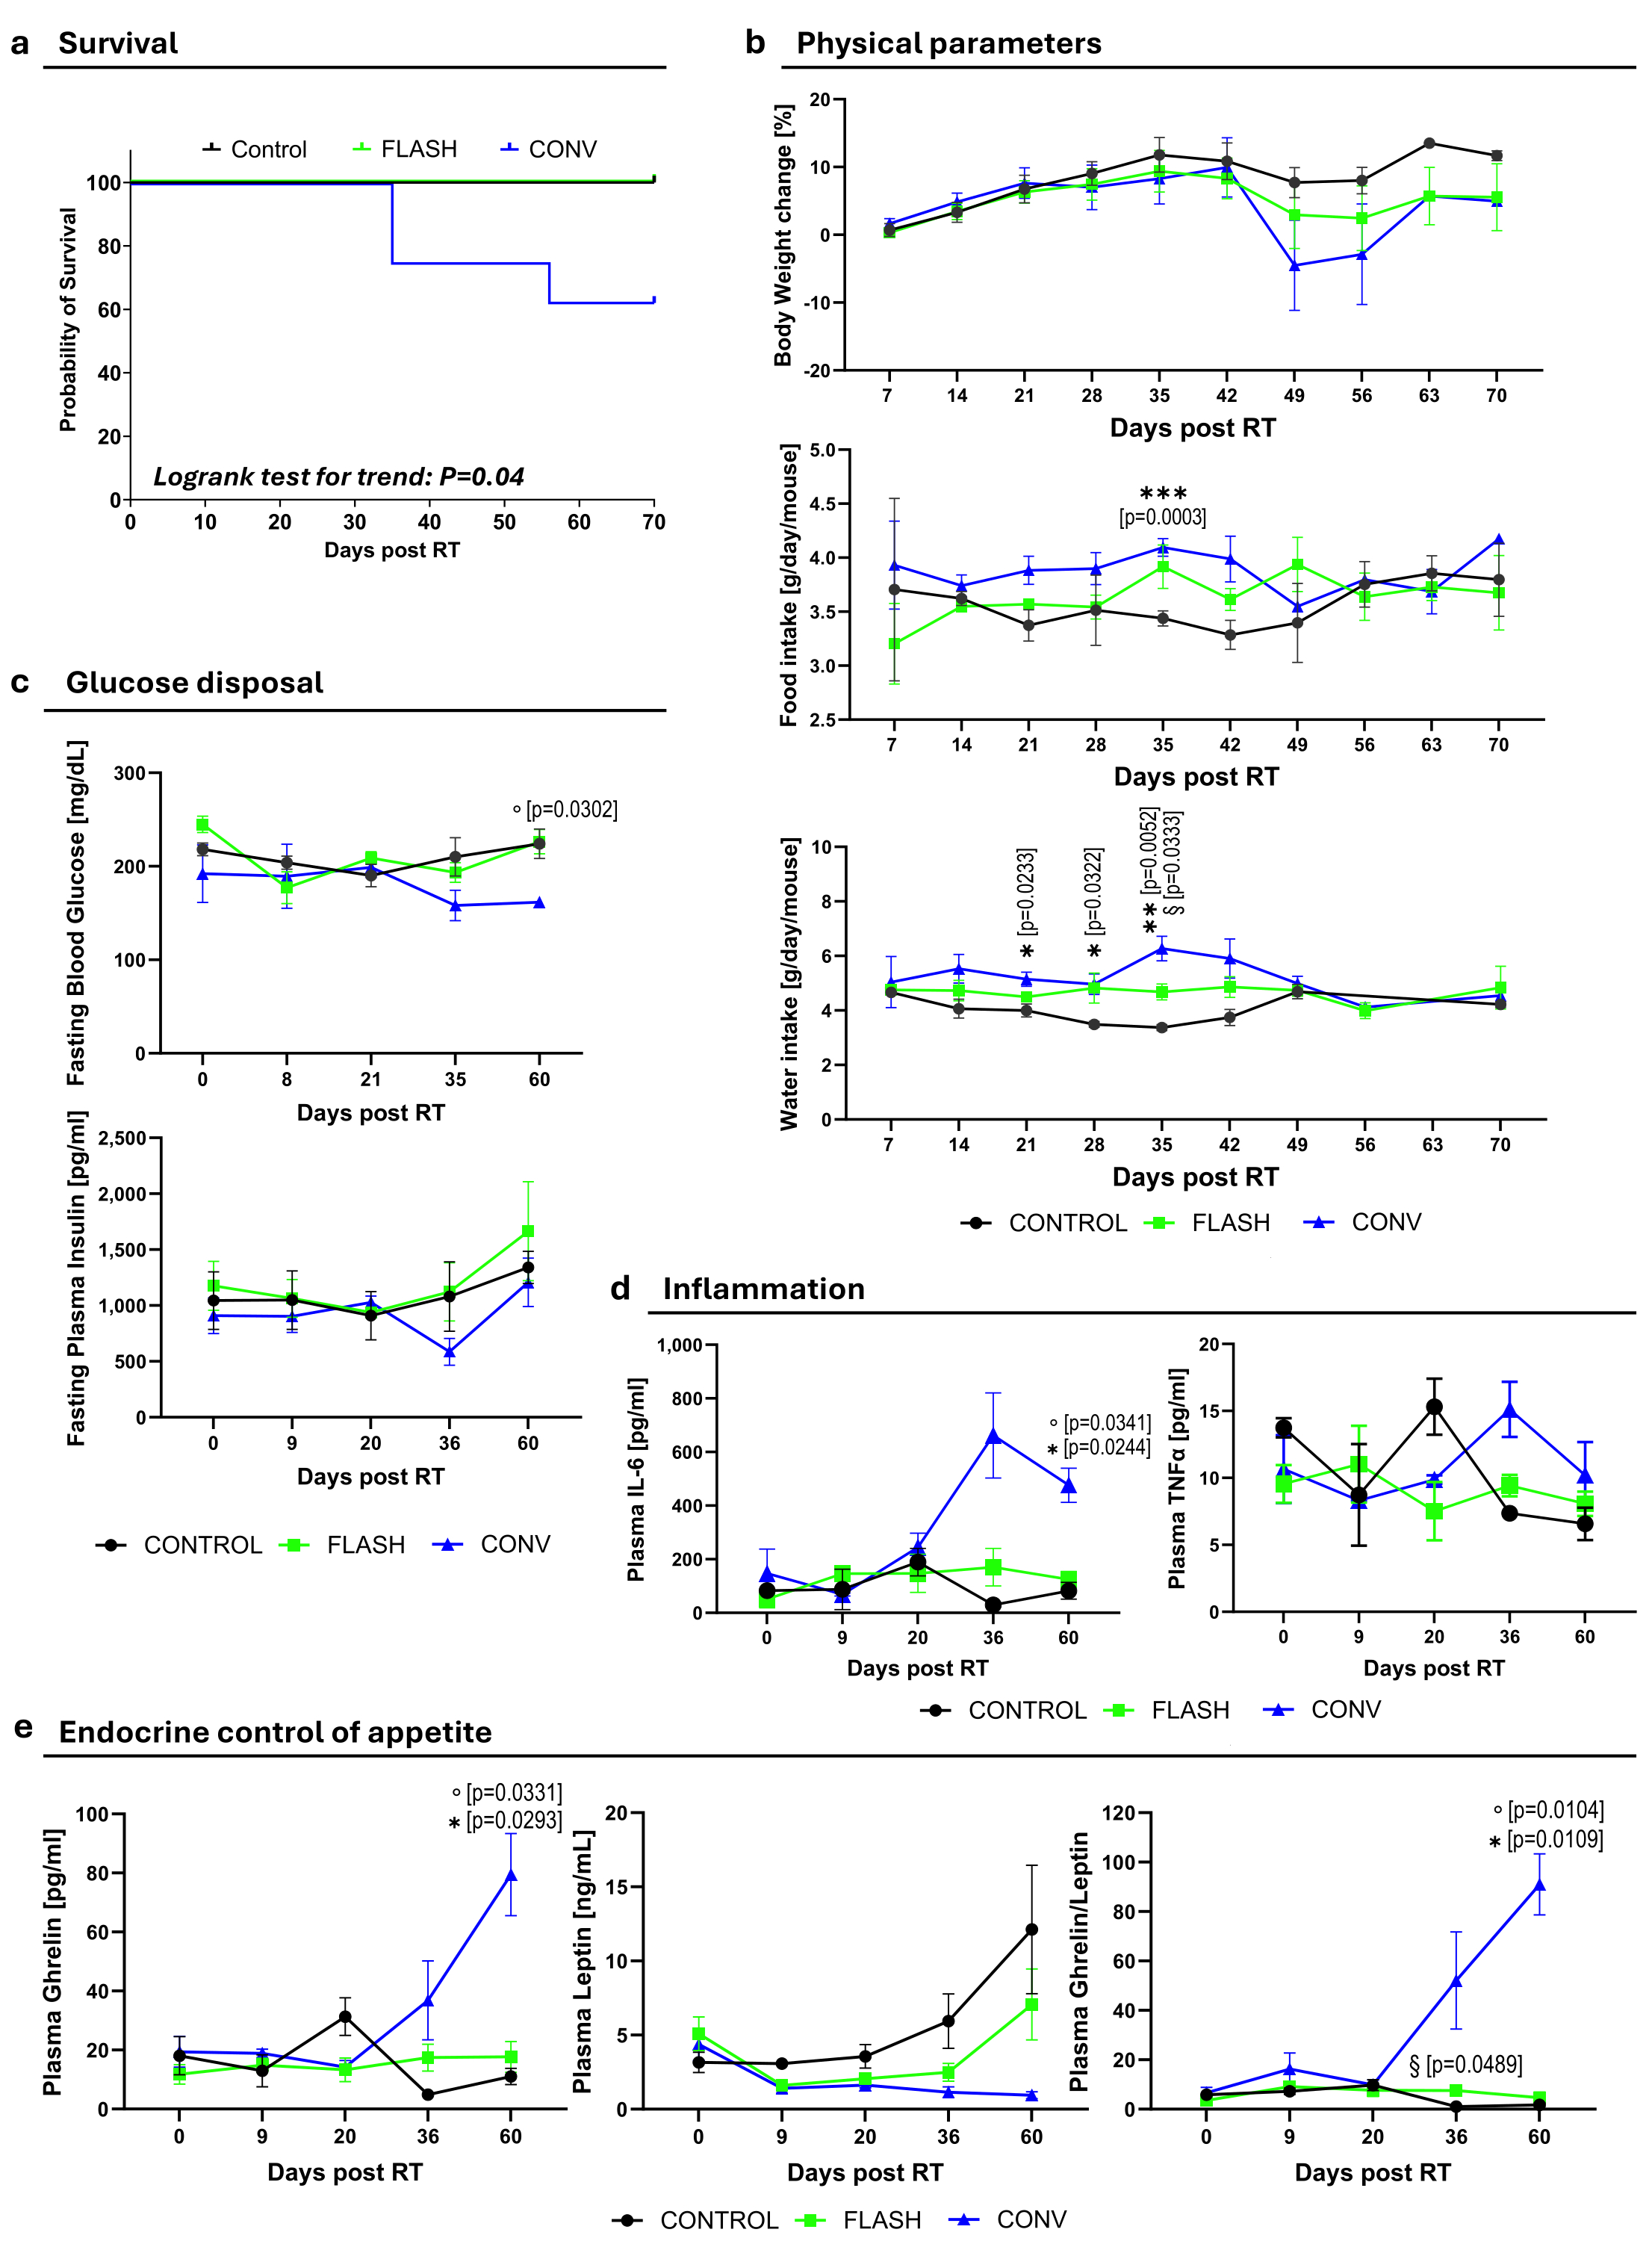 a Survival
Control FLASH CONV
Probability of Survival
100
80
60
40
20
0
Logrank test for trend: P=0.04
0 10 20 30 40 50 60 70
Days post RT
b Physical parameters
Body Weight change [%]
20
10
0
-10
-20
7 14 21 28 35 42 49 56 63 70
Days post RT
Food intake [g/day/mouse]
5.0
4.5
4.0
3.5
3.0
2.5
***
[p=0.0003]
7 14 21 28 35 42 49 56 63 70
Days post RT
Water intake [g/day/mouse]
10
8
6
4
2
0
* [p=0.0233]
* [p=0.0322]
** [p=0.0052]
§ [p=0.0333]
7 14 21 28 35 42 49 56 63 70
Days post RT
CONTROL FLASH CONV
c Glucose disposal
Fasting Blood Glucose [mg/dL]
300
200
100
0
° [p=0.0302]
0 8 21 35 60
Days post RT
Fasting Plasma Insulin [pg/ml]
2,500
2,000
1,500
1,000
500
0
0 9 20 36 60
Days post RT
CONTROL FLASH CONV
d Inflammation
Plasma IL-6 [pg/ml]
1,000
800
600
400
200
0
° [p=0.0341]
* [p=0.0244]
0 9 20 36 60
Days post RT
Plasma TNFα [pg/ml]
20
15
10
5
0
0 9 20 36 60
Days post RT
CONTROL FLASH CONV
e Endocrine control of appetite
Plasma Ghrelin [pg/ml]
100
80
60
40
20
0
° [p=0.0331]
* [p=0.0293]
0 9 20 36 60
Days post RT
Plasma Leptin [ng/mL]
20
15
10
5
0
0 9 20 36 60
Days post RT
Plasma Ghrelin/Leptin
120
100
80
60
40
20
0
° [p=0.0104]
* [p=0.0109]
§ [p=0.0489]
0 9 20 36 60
Days post RT
CONTROL FLASH CONV